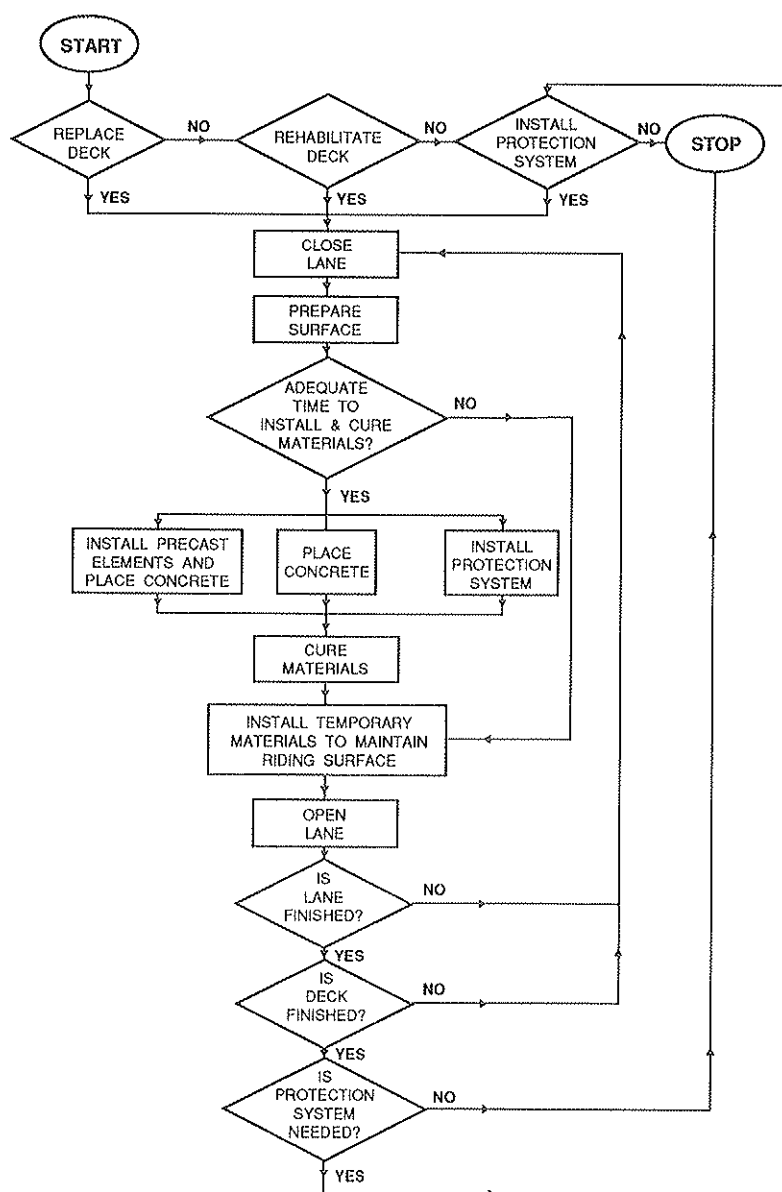 START
REPLACE
DECK
NO
REHABILITATE
DECK
NO
INSTALL
PROTECTION
SYSTEM
NO
STOP
YES
YES
YES
CLOSE
LANE
PREPARE
SURFACE
ADEQUATE
TIME TO
INSTALL & CURE
MATERIALS?
NO
YES
INSTALL PRECAST
ELEMENTS AND
PLACE CONCRETE
PLACE
CONCRETE
INSTALL
PROTECTION
SYSTEM
CURE
MATERIALS
INSTALL TEMPORARY
MATERIALS TO MAINTAIN
RIDING SURFACE
OPEN
LANE
IS
LANE
FINISHED?
NO
YES
IS
DECK
FINISHED?
NO
YES
IS
PROTECTION
SYSTEM
NEEDED?
NO
YES